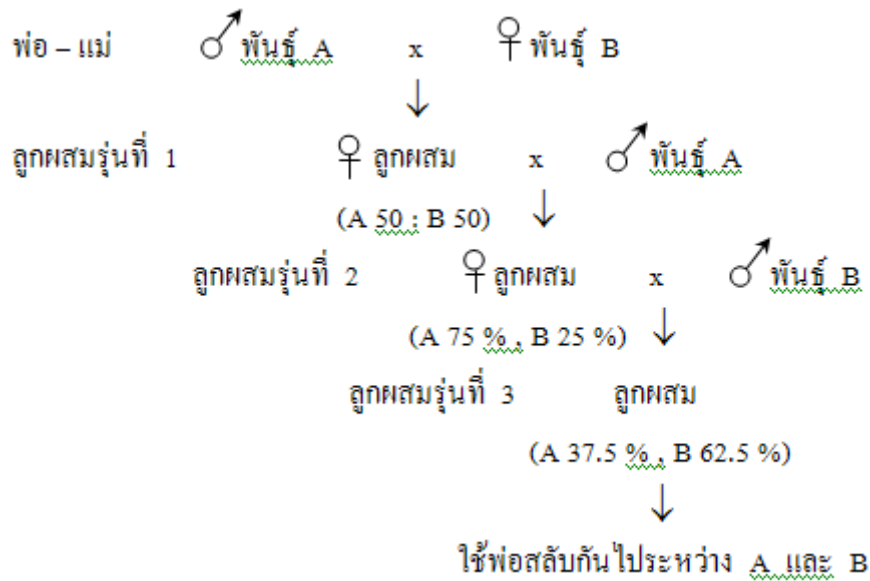 พ่อ – แม่ ♂ พันธุ์ A x ♀ พันธุ์ B
↓
ลูกผสมรุ่นที่ 1 ♀ ลูกผสม x ♂ พันธุ์ A
(A 50 : B 50) ↓
ลูกผสมรุ่นที่ 2 ♀ ลูกผสม x ♂ พันธุ์ B
(A 75 % , B 25 %) ↓
ลูกผสมรุ่นที่ 3 ลูกผสม
(A 37.5 % , B 62.5 %)
↓
ใช้พ่อสลับกันไประหว่าง A และ B